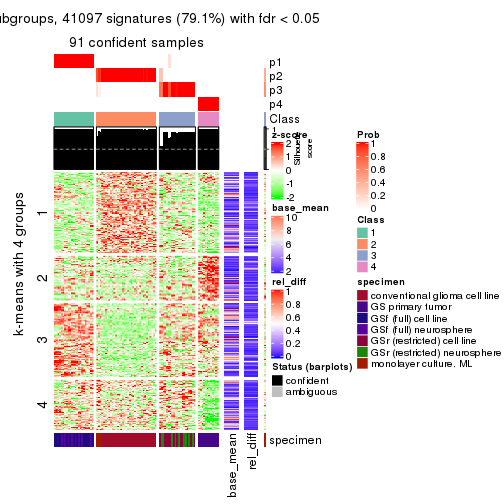 bgroups, 41097 signatures (79.1%) with fdr < 0.05
91 confident samples
p1
p2
p3
p4
Class
1
Silhouette
score
k-means with 4 groups
1
2
3
4
specimen
base_mean
rel_diff
z-score
2
1
0
-1
-2
base_mean
10
8
6
4
2
rel_diff
1
0.8
0.6
0.4
0.2
0
Status (barplots)
confident
ambiguous
Prob
1
0.8
0.6
0.4
0.2
0
Class
1
2
3
4
specimen
conventional glioma cell line
GS primary tumor
GSf (full) cell line
GSf (full) neurosphere
GSr (restricted) cell line
GSr (restricted) neurosphere
monolayer culture. ML